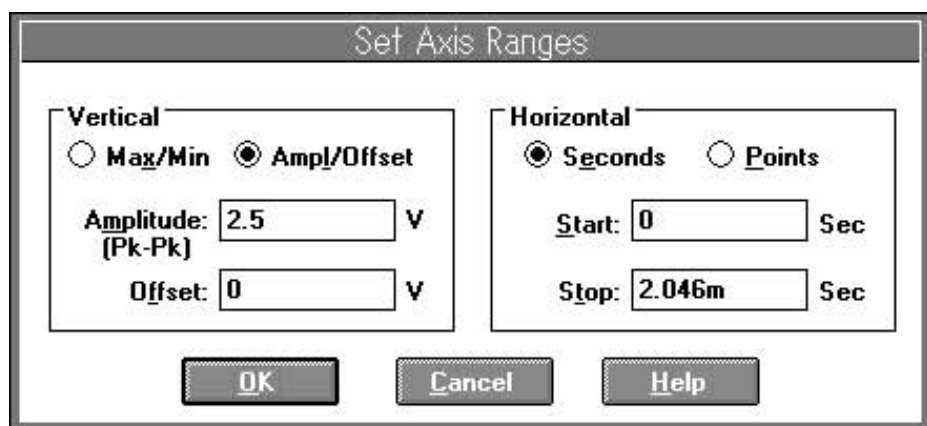 Set Axis Ranges
Vertical
Max/Min Ampl/Offset
Amplitude: 2.5 V
(Pk-Pk)
Offset: 0 V
Horizontal
Seconds Points
Start: 0 Sec
Stop: 2.046m Sec
OK Cancel Help